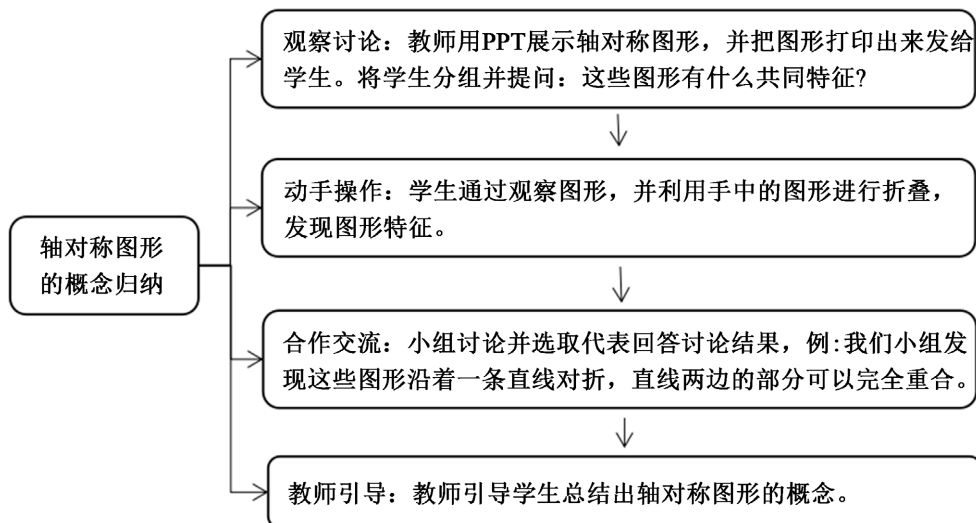 观察讨论：教师用PPT展示轴对称图形，并把图形打印出来发给
学生。将学生分组并提问：这些图形有什么共同特征?
动手操作：学生通过观察图形，并利用手中的图形进行折叠，
发现图形特征。
轴对称图形
的概念归纳
合作交流：小组讨论并选取代表回答讨论结果，例：我们小组发
现这些图形沿着一条直线对折，直线两边的部分可以完全重合。
教师引导：教师引导学生总结出轴对称图形的概念。